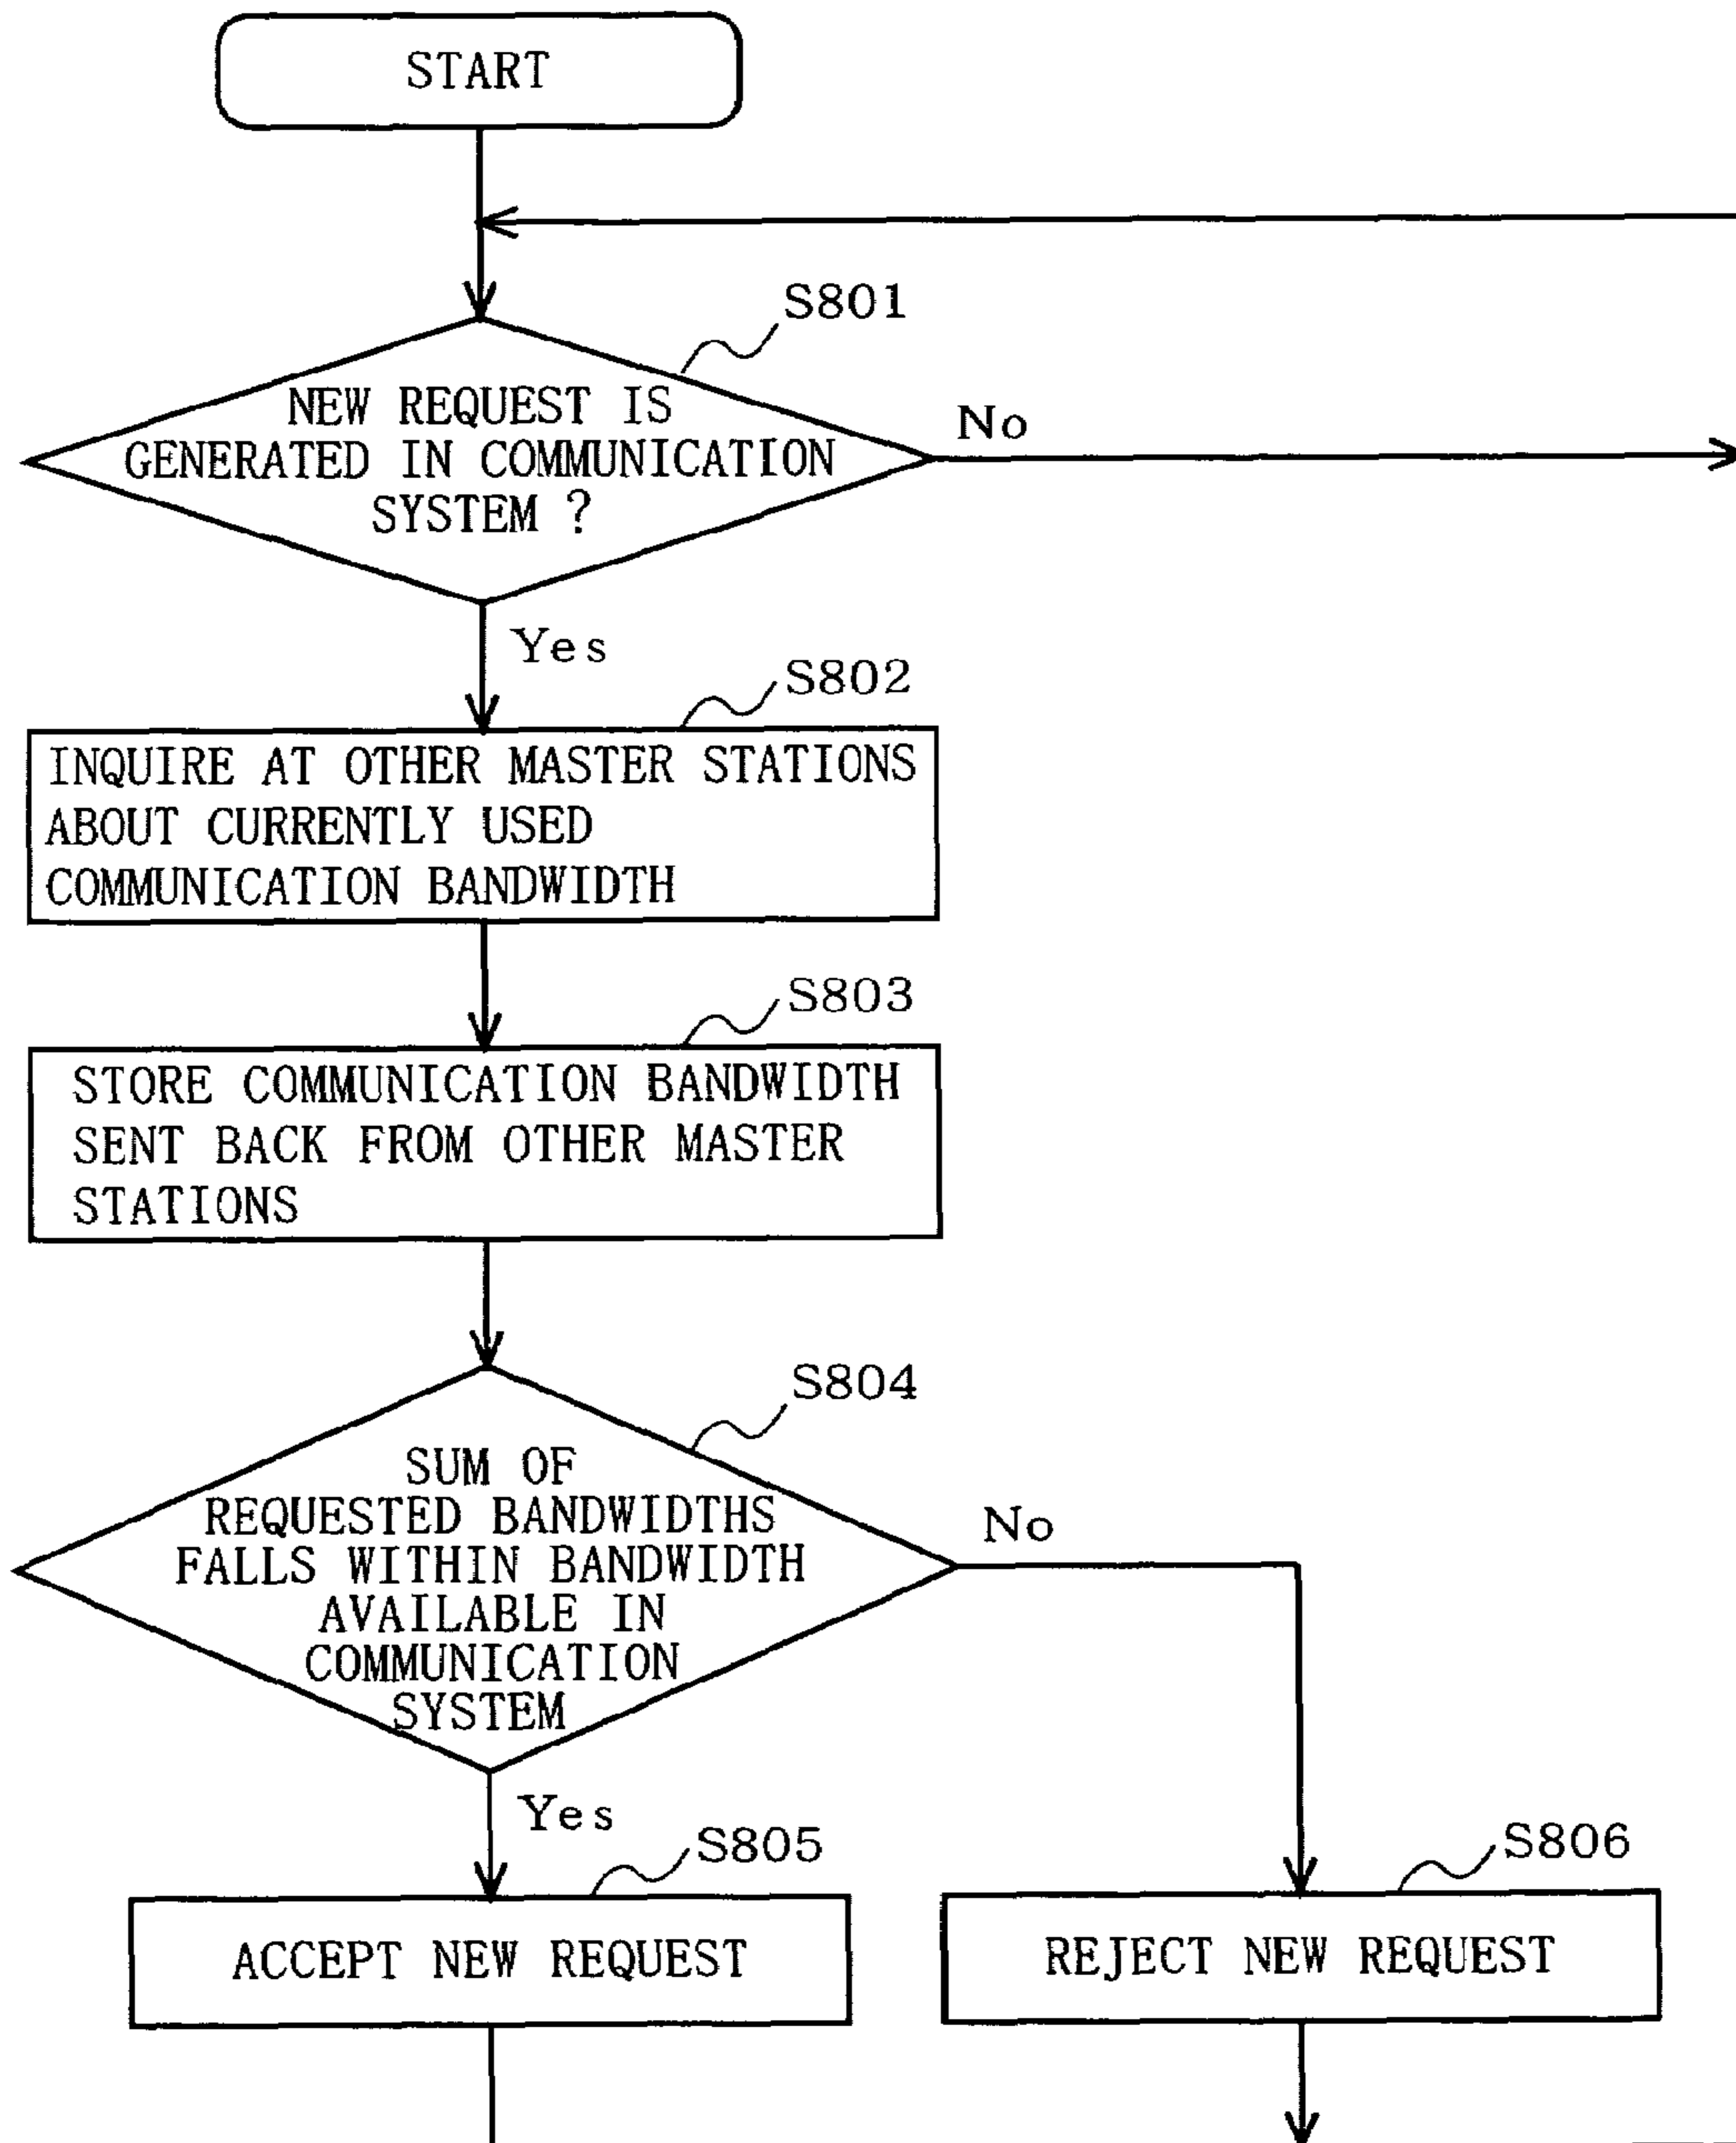 START
S801
NEW REQUEST IS
GENERATED IN COMMUNICATION
SYSTEM ?
No
Yes
S802
INQUIRE AT OTHER MASTER STATIONS
ABOUT CURRENTLY USED
COMMUNICATION BANDWIDTH
S803
STORE COMMUNICATION BANDWIDTH
SENT BACK FROM OTHER MASTER
STATIONS
S804
SUM OF
REQUESTED BANDWIDTHS
FALLS WITHIN BANDWIDTH
AVAILABLE IN
COMMUNICATION
SYSTEM
No
Yes
S805
ACCEPT NEW REQUEST
S806
REJECT NEW REQUEST